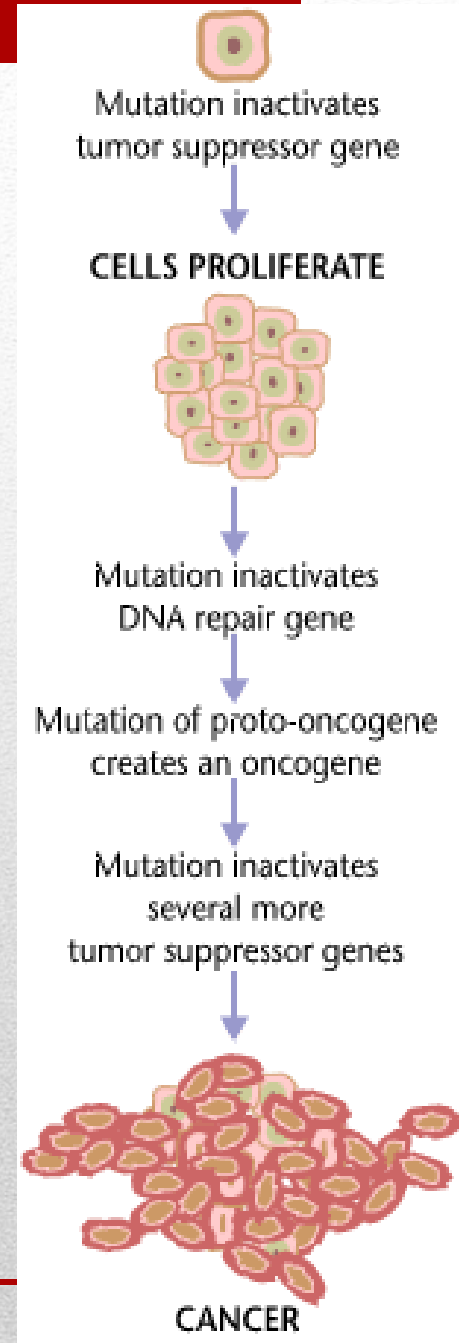 Mutation inactivates
tumor suppressor gene
CELLS PROLIFERATE
Mutation inactivates
DNA repair gene
Mutation of proto-oncogene
creates an oncogene
Mutation inactivates
several more
tumor suppressor genes
CANCER